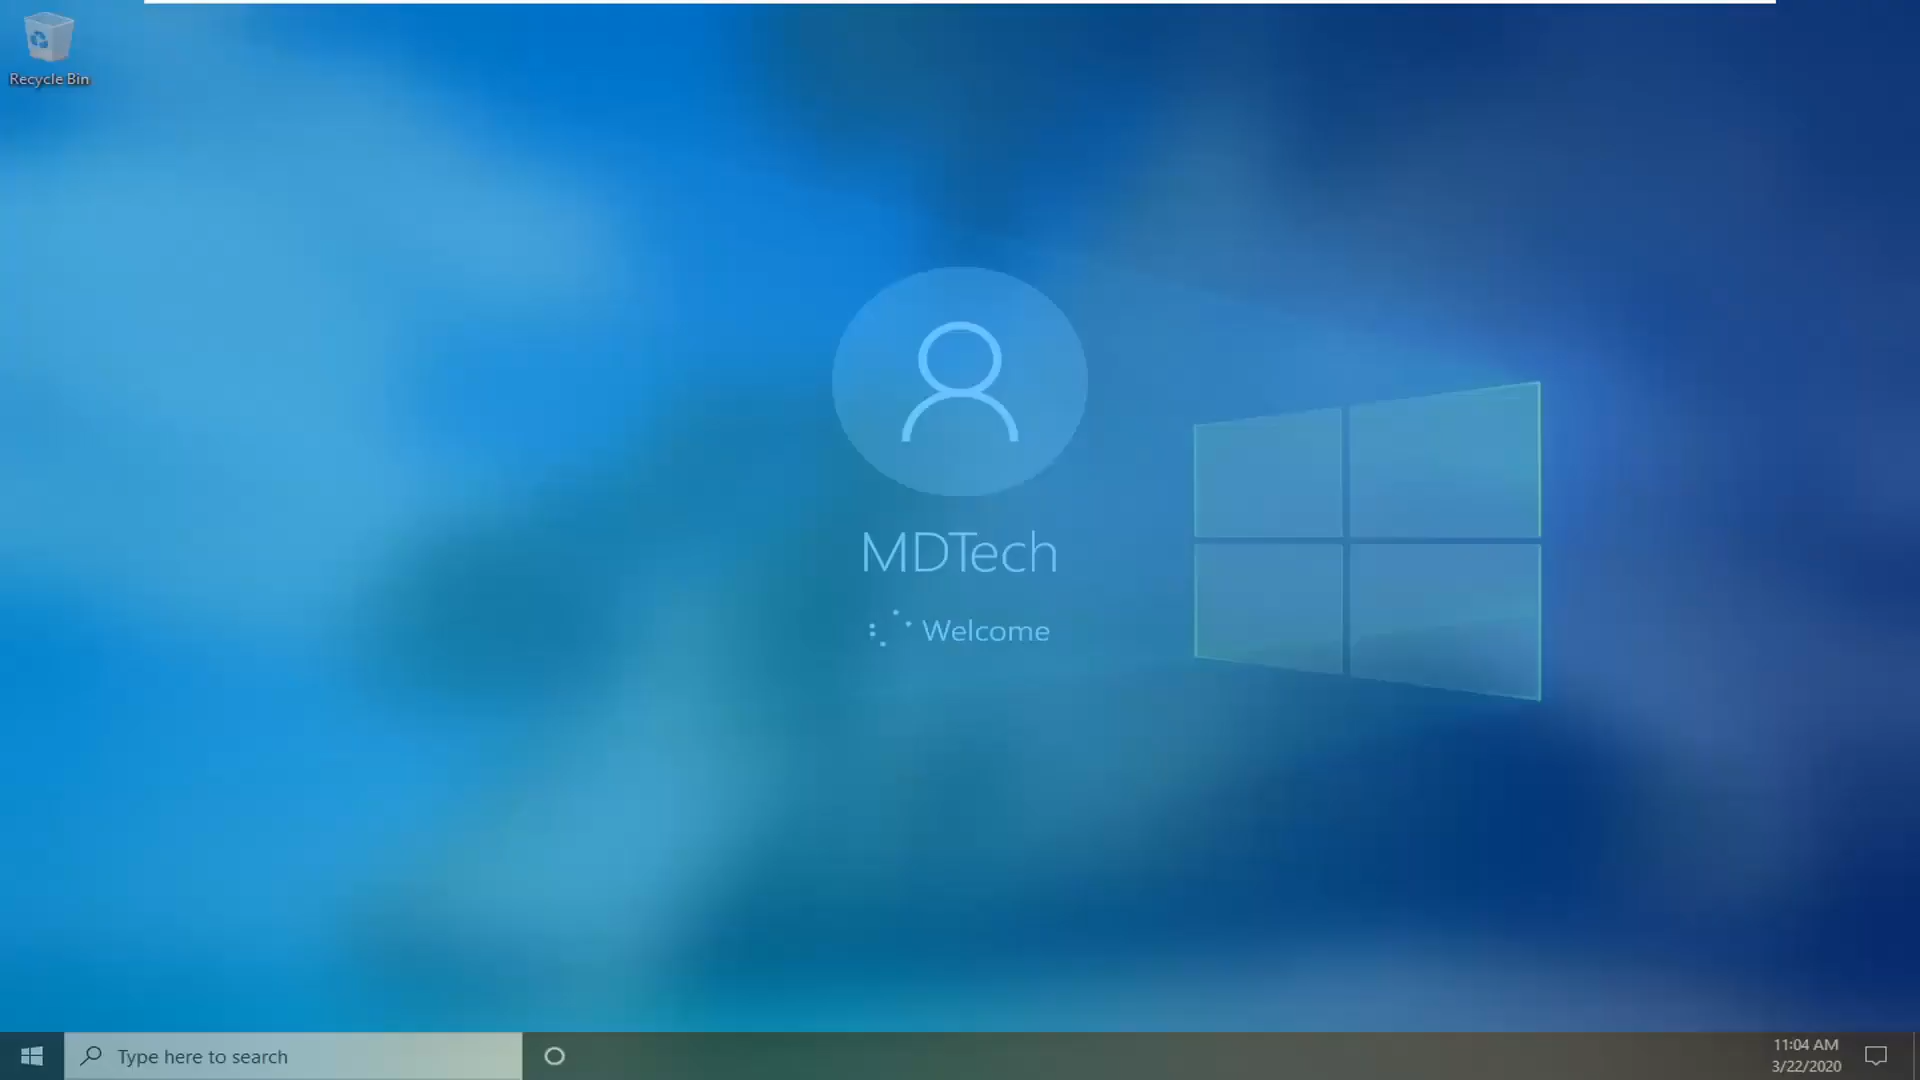 Recycle Bin
MDTech
Welcome
Type here to search
11:04 AM
3/22/2020